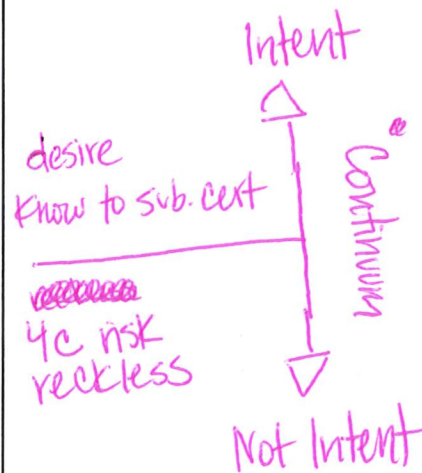 Intent
desire
Know to sub. cert
Continuum
4c risk
reckless
Not Intent